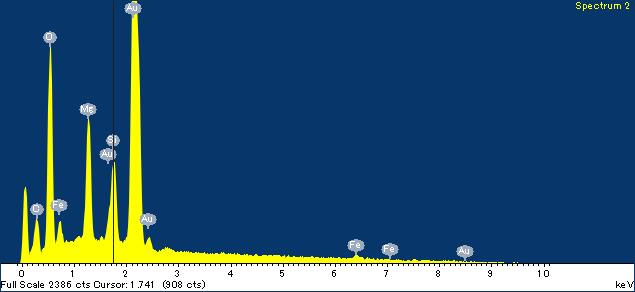 Spectrum 2
Au
O
Mg
Si
Au
O
Fe
Au
Fe
Fe
Au
0 1 2 3 4 5 6 7 8 9 10
Full Scale 2386 cts Cursor: 1.741 (908 cts)
keV